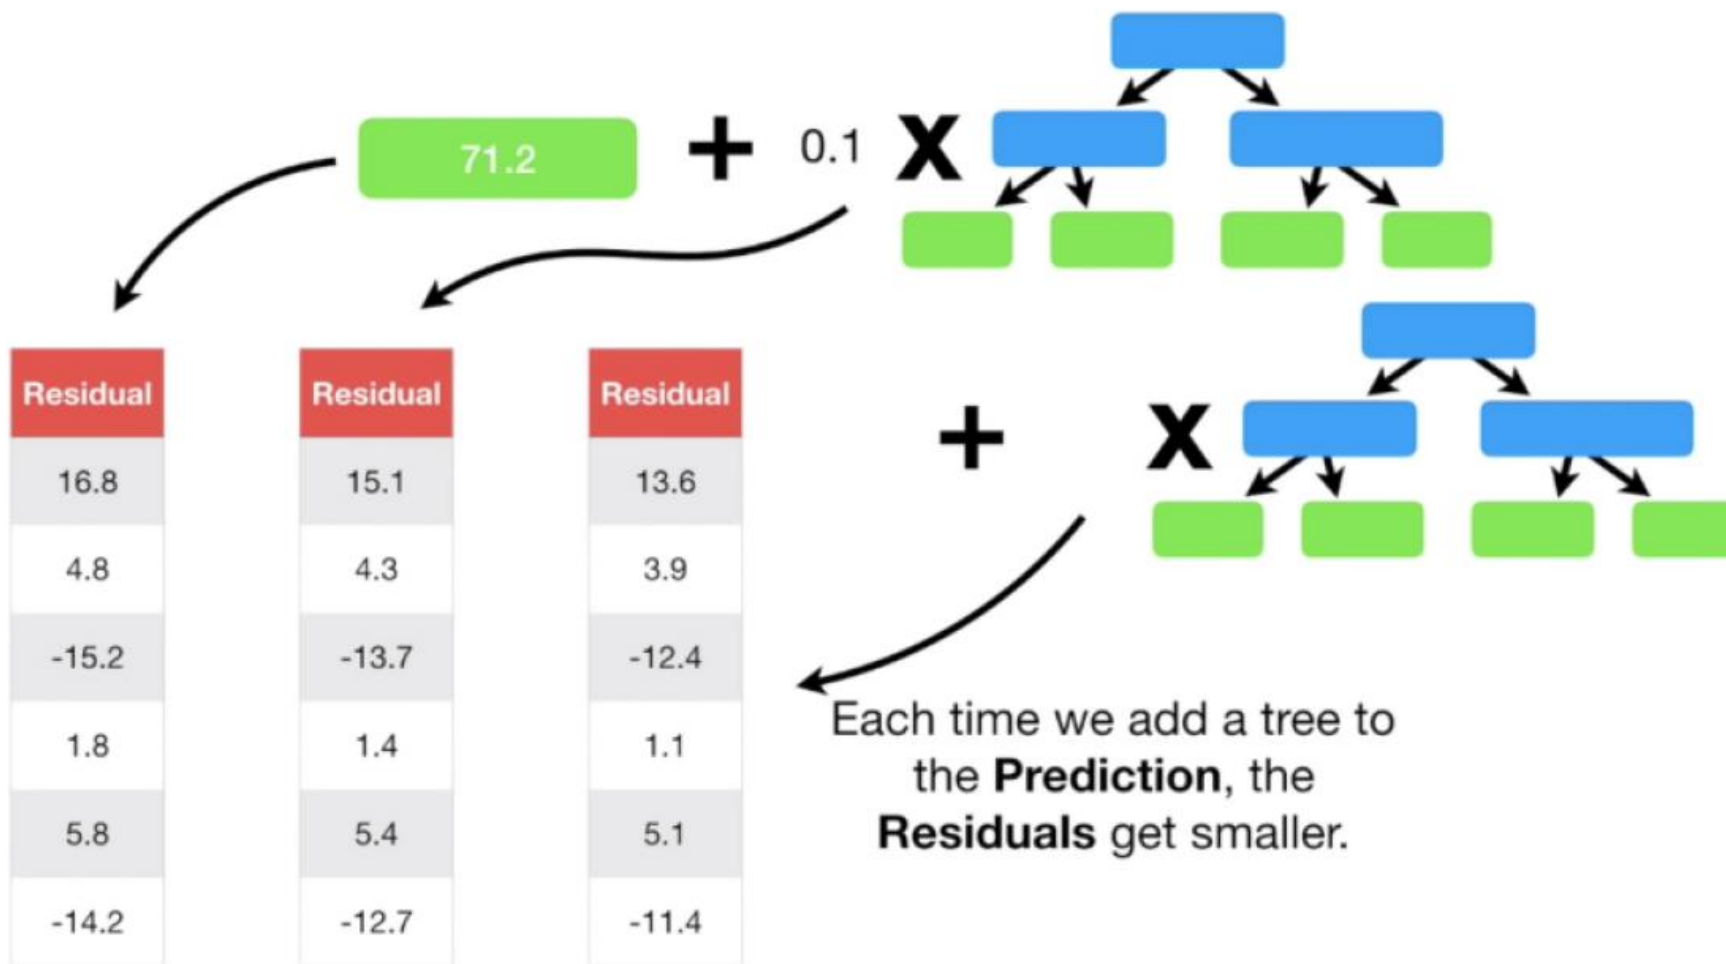 71.2 + 0.1 X
Residual Residual Residual
16.8 15.1 13.6
+ X
4.8 4.3 3.9
-15.2 -13.7 -12.4
1.8 1.4 1.1
5.8 5.4 5.1
-14.2 -12.7 -11.4
Each time we add a tree to
the Prediction, the
Residuals get smaller.